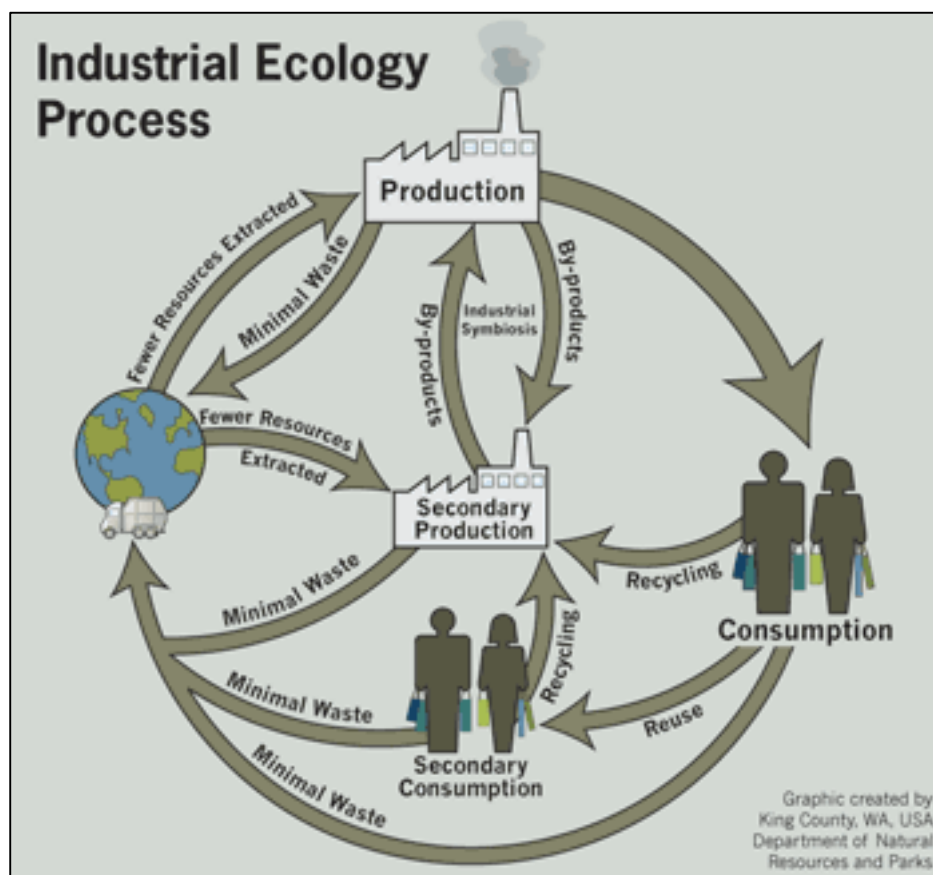 Industrial Ecology
Process
Production
Fewer Resources Extracted
Minimal Waste
By-products
Industrial
Symbiosis
By-products
Fewer Resources
Extracted
Secondary
Production
Minimal Waste
Recycling
Consumption
Recycling
Minimal Waste
Reuse
Secondary
Consumption
Minimal Waste
Graphic created by
King County, WA, USA
Department of Natural
Resources and Parks